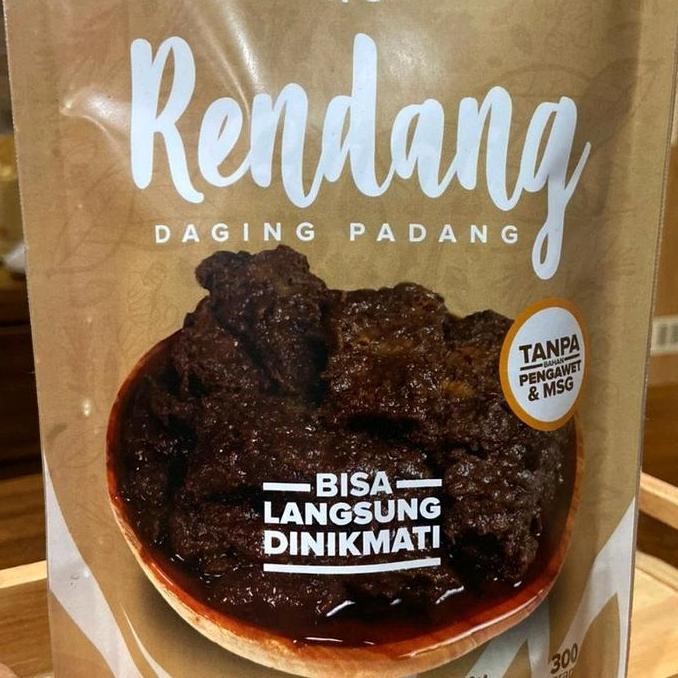 Rendang
DAGING PADANG
TANPA
BAHAN
PENGAWET
& MSG
BISA
LANGSUNG
DINIKMATI
300